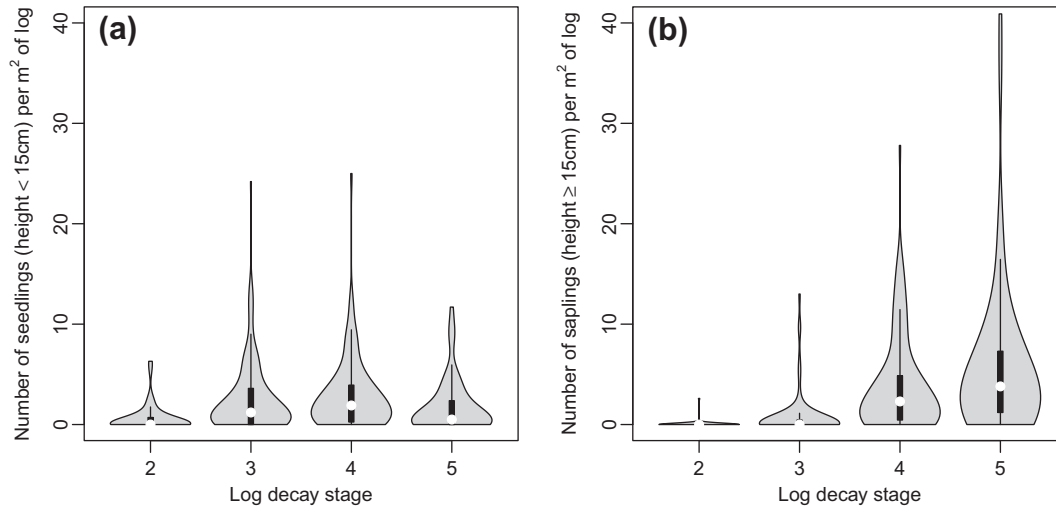 Number of seedlings (height < 15cm) per m² of log
40
30
20
10
0
(a)
2 3 4 5
Log decay stage
Number of saplings (height ≥ 15cm) per m² of log
40
30
20
10
0
(b)
2 3 4 5
Log decay stage